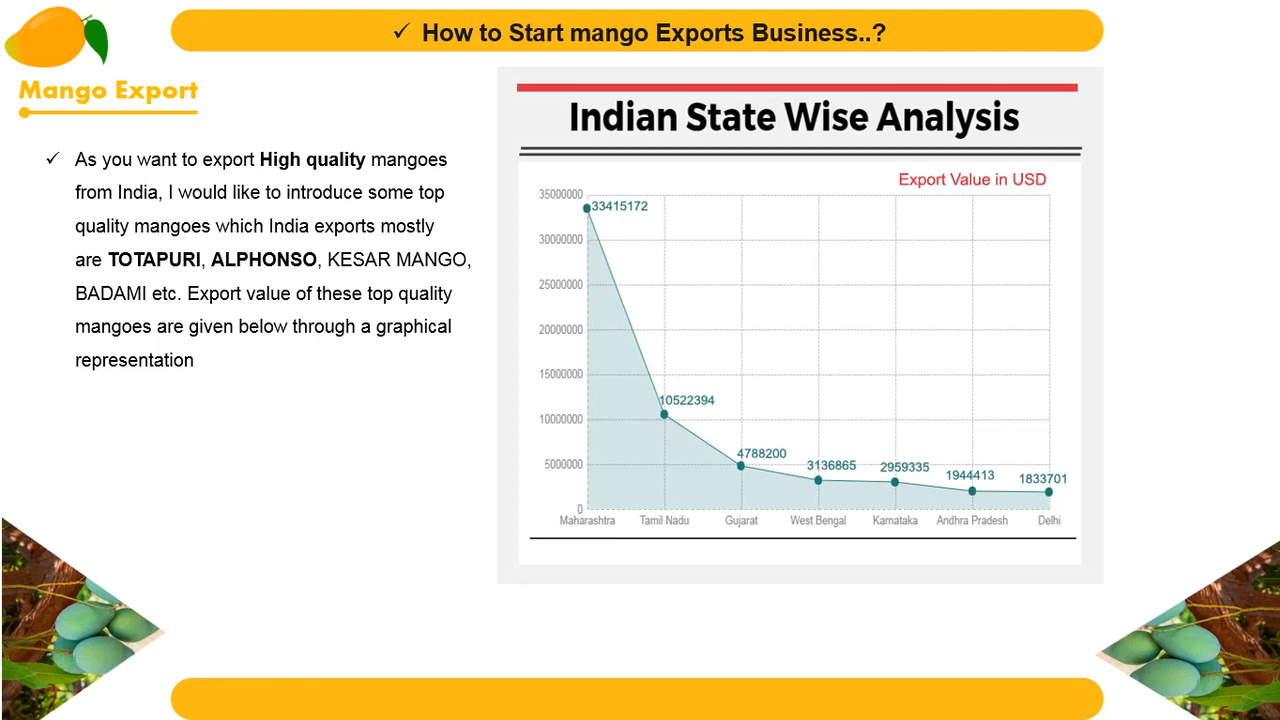 ✓ How to Start mango Exports Business..?
Mango Export
✓ As you want to export High quality mangoes
from India, I would like to introduce some top
quality mangoes which India exports mostly
are TOTAPURI, ALPHONSO, KESAR MANGO,
BADAMI etc. Export value of these top quality
mangoes are given below through a graphical
representation
Indian State Wise Analysis
Export Value in USD
35000000
30000000
25000000
20000000
15000000
10000000
5000000
0
33415172
10522394
4788200
3136865
2959335
1944413
1833701
Maharashtra Tamil Nadu Gujarat West Bengal Karnataka Andhra Pradesh Delhi